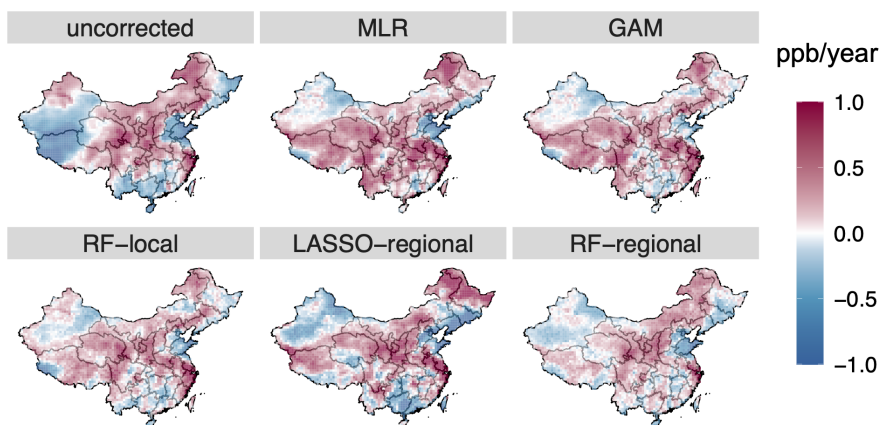 uncorrected
MLR
GAM
ppb/year
1.0
0.5
0.0
−0.5
−1.0
RF−local
LASSO−regional
RF−regional